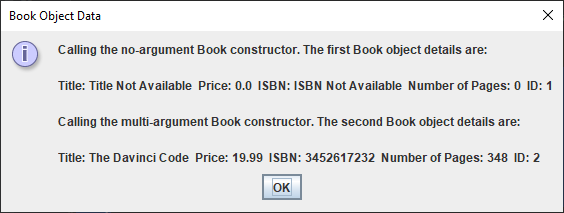 Book Object Data
Calling the no-argument Book constructor. The first Book object details are:
Title: Title Not Available  Price: 0.0  ISBN: ISBN Not Available  Number of Pages: 0  ID: 1
Calling the multi-argument Book constructor. The second Book object details are:
Title: The Davinci Code  Price: 19.99  ISBN: 3452617232  Number of Pages: 348  ID: 2
OK